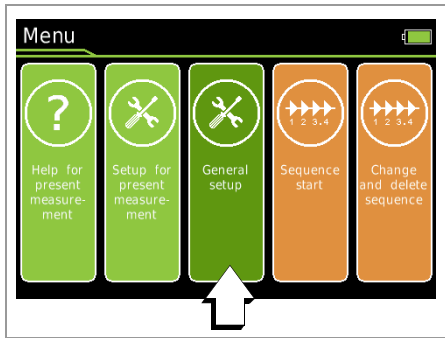 Menu
?
1 2 3.4
1 2 3.4
Help for
present
measure-
ment
Setup for
present
measure-
ment
General
setup
Sequence
start
Change
and delete
sequence